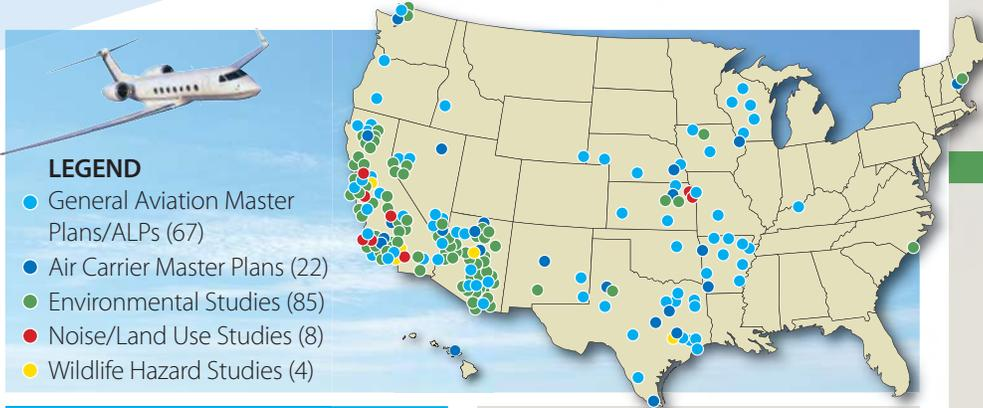 LEGEND
General Aviation Master
Plans/ALPs (67)
Air Carrier Master Plans (22)
Environmental Studies (85)
Noise/Land Use Studies (8)
Wildlife Hazard Studies (4)